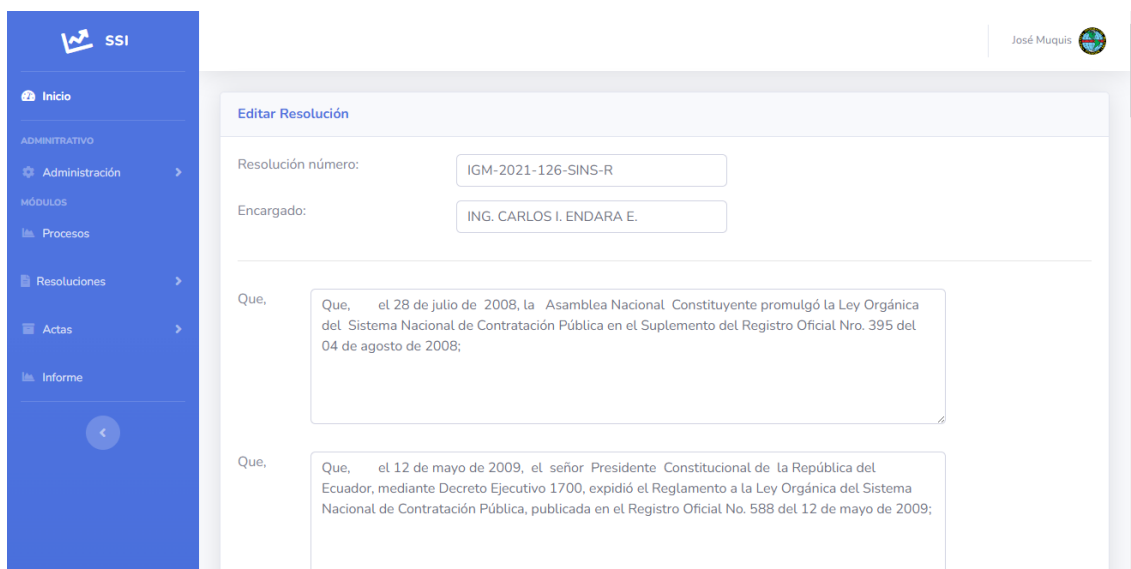 SSI
José Muquis
Inicio
ADMINITRATIVO
Administración
MÓDULOS
Procesos
Resoluciones
Actas
Informe
Editar Resolución
Resolución número:
IGM-2021-126-SINS-R
Encargado:
ING. CARLOS I. ENDARA E.
Que,
Que, el 28 de julio de 2008, la Asamblea Nacional Constituyente promulgó la Ley Orgánica
del Sistema Nacional de Contratación Pública en el Suplemento del Registro Oficial Nro. 395 del
04 de agosto de 2008;
Que,
Que, el 12 de mayo de 2009, el señor Presidente Constitucional de la República del
Ecuador, mediante Decreto Ejecutivo 1700, expidió el Reglamento a la Ley Orgánica del Sistema
Nacional de Contratación Pública, publicada en el Registro Oficial No. 588 del 12 de mayo de 2009;